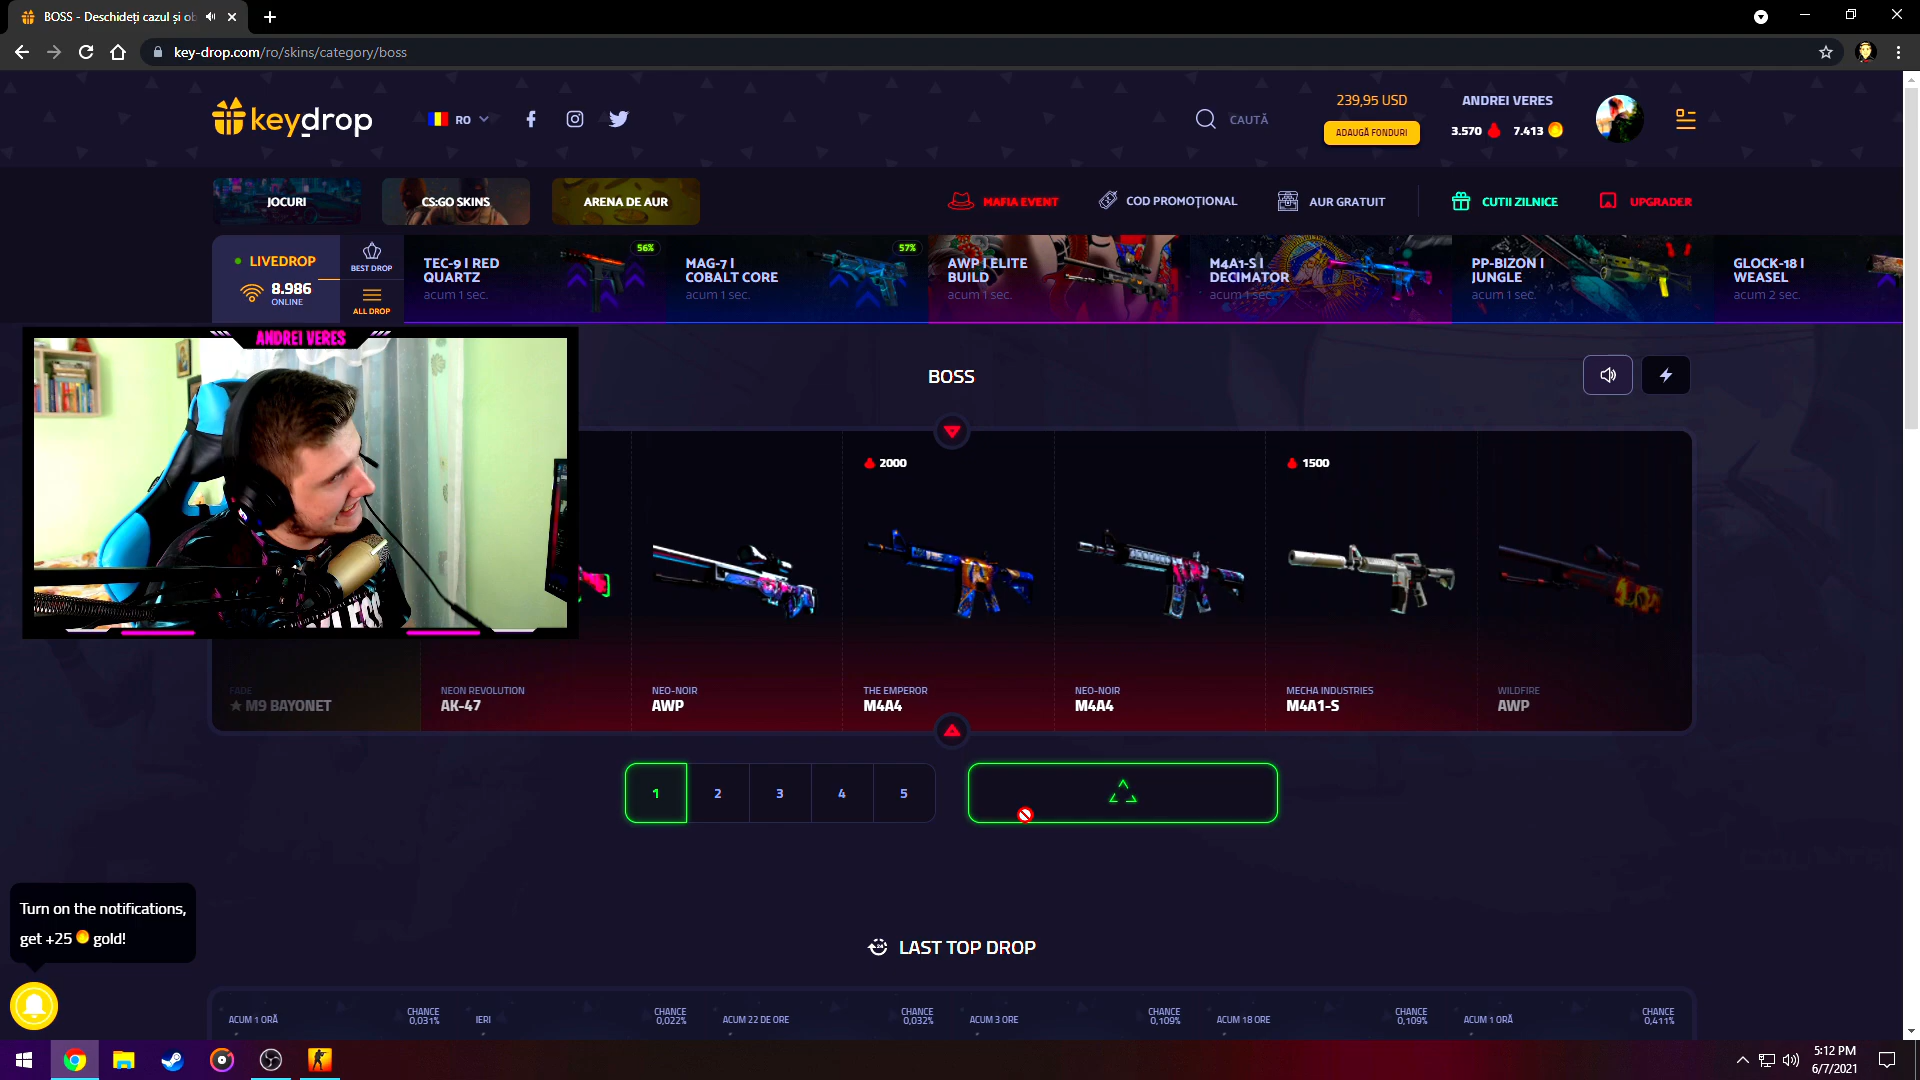 BOSS - Deschideți cazul și ob
key-drop.com/ro/skins/category/boss
keydrop
RO
CAUTĂ
239,95 USD
ADAUGĂ FONDURI
ANDREI VERES
3.570
7.413
JOCURI
CS:GO SKINS
ARENA DE AUR
MAFIA EVENT
COD PROMOȚIONAL
AUR GRATUIT
CUTII ZILNICE
UPGRADER
LIVEDROP
8.986
ONLINE
BEST DROP
ALL DROP
TEC-9 | RED
QUARTZ
acum 1 sec.
56%
MAG-7 |
COBALT CORE
acum 1 sec.
57%
AWP | ELITE
BUILD
acum 1 sec.
M4A1-S |
DECIMATOR
acum 1 sec.
PP-BIZON |
JUNGLE
acum 1 sec.
GLOCK-18 |
WEASEL
acum 2 sec.
ANDREI VERES
BOSS
2000
1500
FADE
★ M9 BAYONET
NEON REVOLUTION
AK-47
NEO-NOIR
AWP
THE EMPEROR
M4A4
NEO-NOIR
M4A4
MECHA INDUSTRIES
M4A1-S
WILDFIRE
AWP
1 2 3 4 5
Turn on the notifications,
get +25 gold!
LAST TOP DROP
ACUM 1 ORĂ
CHANCE
0,031%
IERI
CHANCE
0,022%
ACUM 22 DE ORE
CHANCE
0,032%
ACUM 3 ORE
CHANCE
0,109%
ACUM 18 ORE
CHANCE
0,109%
ACUM 1 ORĂ
CHANCE
0,411%
5:12 PM
6/7/2021